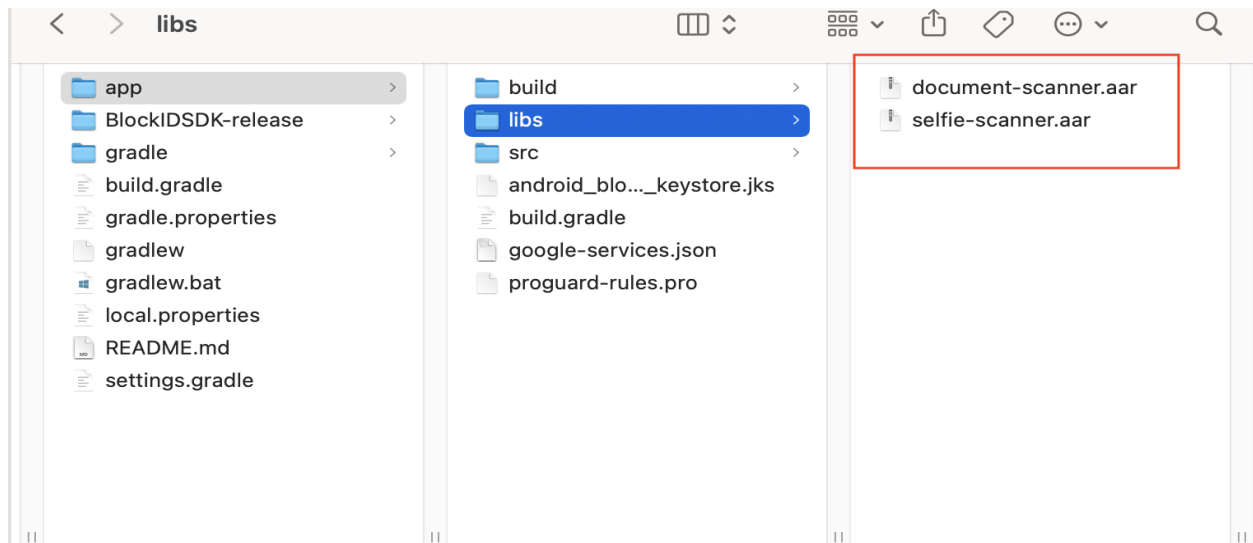 libs
app
BlockIDSDK-release
gradle
build.gradle
gradle.properties
gradlew
gradlew.bat
local.properties
README.md
settings.gradle
build
libs
src
android_blo..._keystore.jks
build.gradle
google-services.json
proguard-rules.pro
document-scanner.aar
selfie-scanner.aar